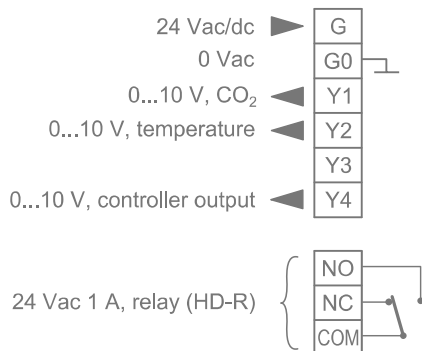 24 Vac/dc G
0 Vac G0
0...10 V, CO₂ Y1
0...10 V, temperature Y2
Y3
0...10 V, controller output Y4
NO
24 Vac 1 A, relay (HD-R) NC
COM